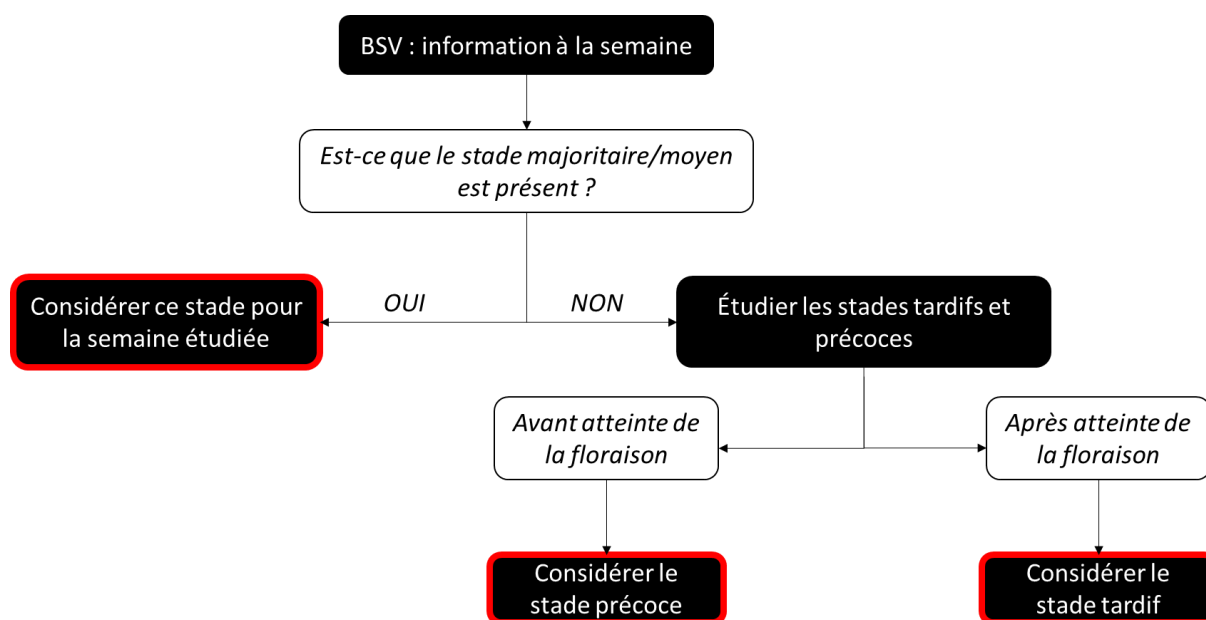 BSV : information à la semaine
Est-ce que le stade majoritaire/moyen
est présent ?
OUI
NON
Considérer ce stade pour
la semaine étudiée
Étudier les stades tardifs et
précoces
Avant atteinte de
la floraison
Après atteinte de
la floraison
Considérer le
stade précoce
Considérer le
stade tardif